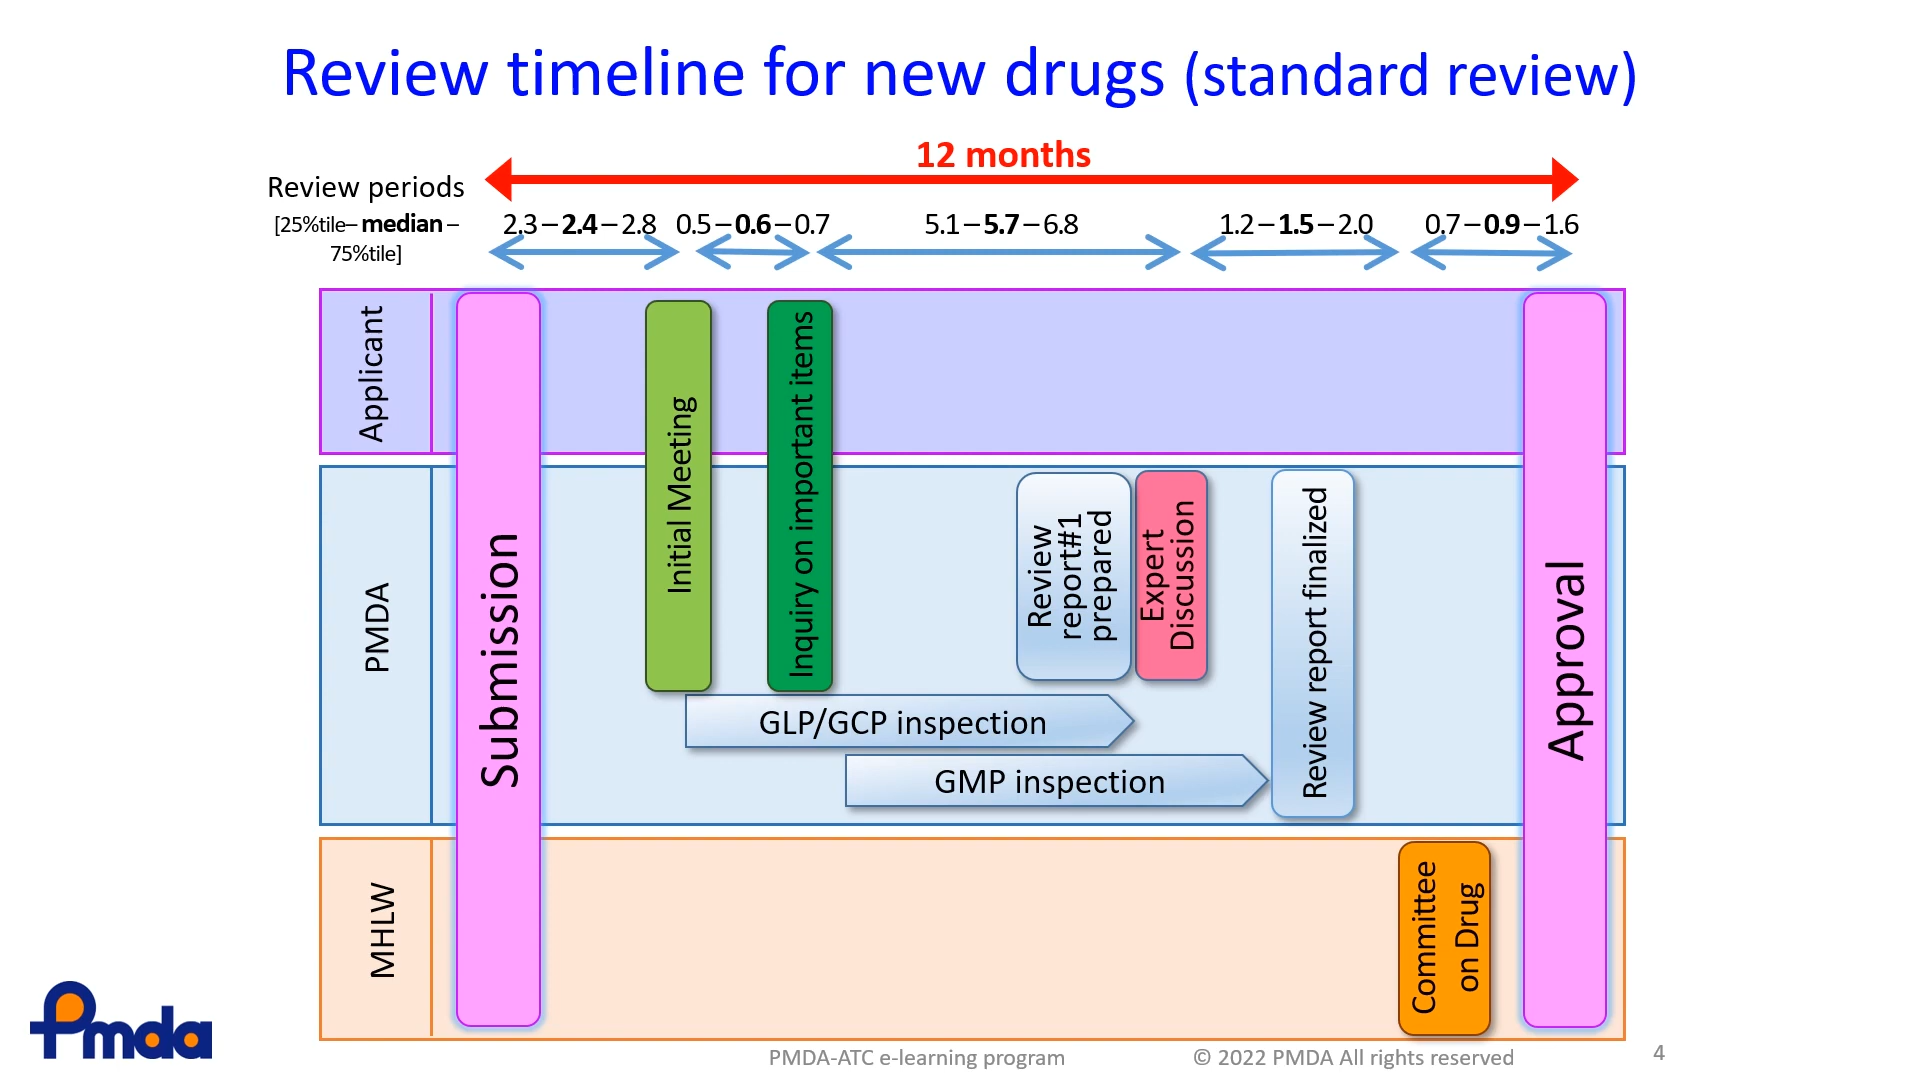 Review timeline for new drugs (standard review)
12 months
Review periods
[25%tile– median –
75%tile]
2.3–2.4–2.8
0.5–0.6–0.7
5.1–5.7–6.8
1.2–1.5–2.0
0.7–0.9–1.6
Applicant
PMDA
MHLW
Submission
Initial Meeting
Inquiry on important items
Review
report#1
prepared
Expert
Discussion
Review report finalized
GLP/GCP inspection
GMP inspection
Committee
on Drug
Approval
Pmda
PMDA-ATC e-learning program
© 2022 PMDA All rights reserved
4